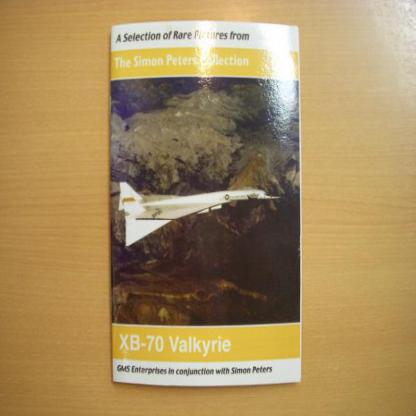 A Selection of Rare Pictures from
The Simon Peters Collection
XB-70 Valkyrie
GMS Enterprises in conjunction with Simon Peters